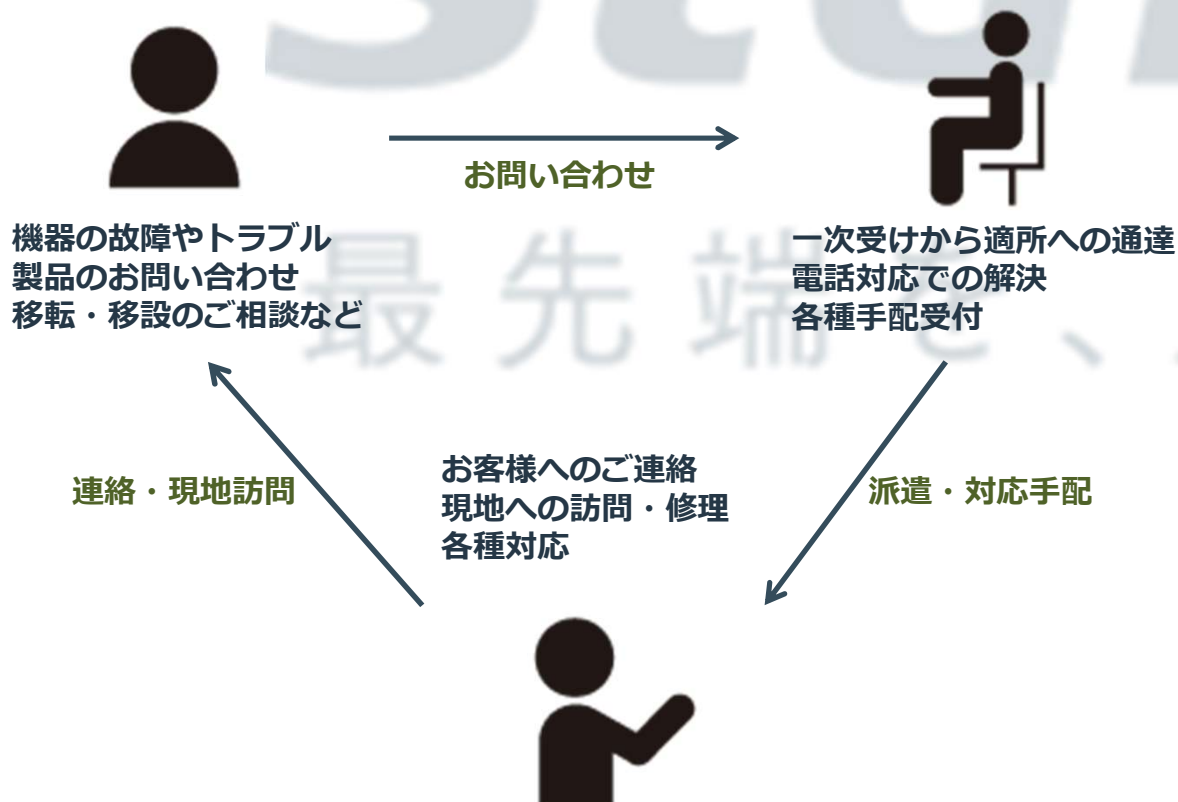 お問い合わせ
機器の故障やトラブル
製品のお問い合わせ
移転・移設のご相談など
一次受けから適所への通達
電話対応での解決
各種手配受付
最先端を、
連絡・現地訪問
お客様へのご連絡
現地への訪問・修理
各種対応
派遣・対応手配